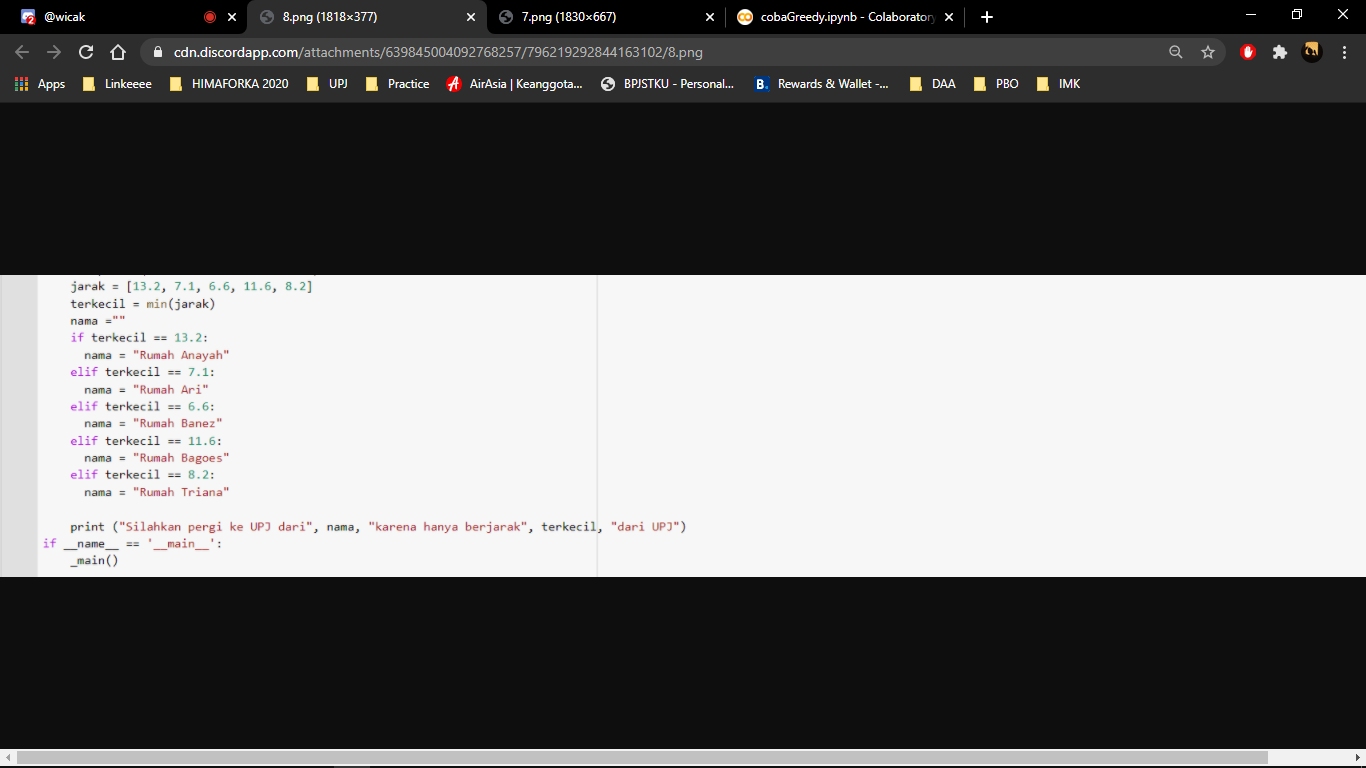 @wicak
8.png (1818×377)
7.png (1830×667)
cobaGreedy.ipynb - Colaboratory
cdn.discordapp.com/attachments/639845004092768257/796219292844163102/8.png
Apps
Linkeeee
HIMAFORKA 2020
UPJ
Practice
AirAsia | Keanggota...
BPJSTKU - Personal...
B.
Rewards & Wallet -...
DAA
PBO
IMK
jarak = [13.2, 7.1, 6.6, 11.6, 8.2]
terkecil = min(jarak)
nama =""
if terkecil == 13.2:
nama = "Rumah Anayah"
elif terkecil == 7.1:
nama = "Rumah Ari"
elif terkecil == 6.6:
nama = "Rumah Banez"
elif terkecil == 11.6:
nama = "Rumah Bagoes"
elif terkecil == 8.2:
nama = "Rumah Triana"
print ("Silahkan pergi ke UPJ dari", nama, "karena hanya berjarak", terkecil, "dari UPJ")
if __name__ == '__main__':
_main()